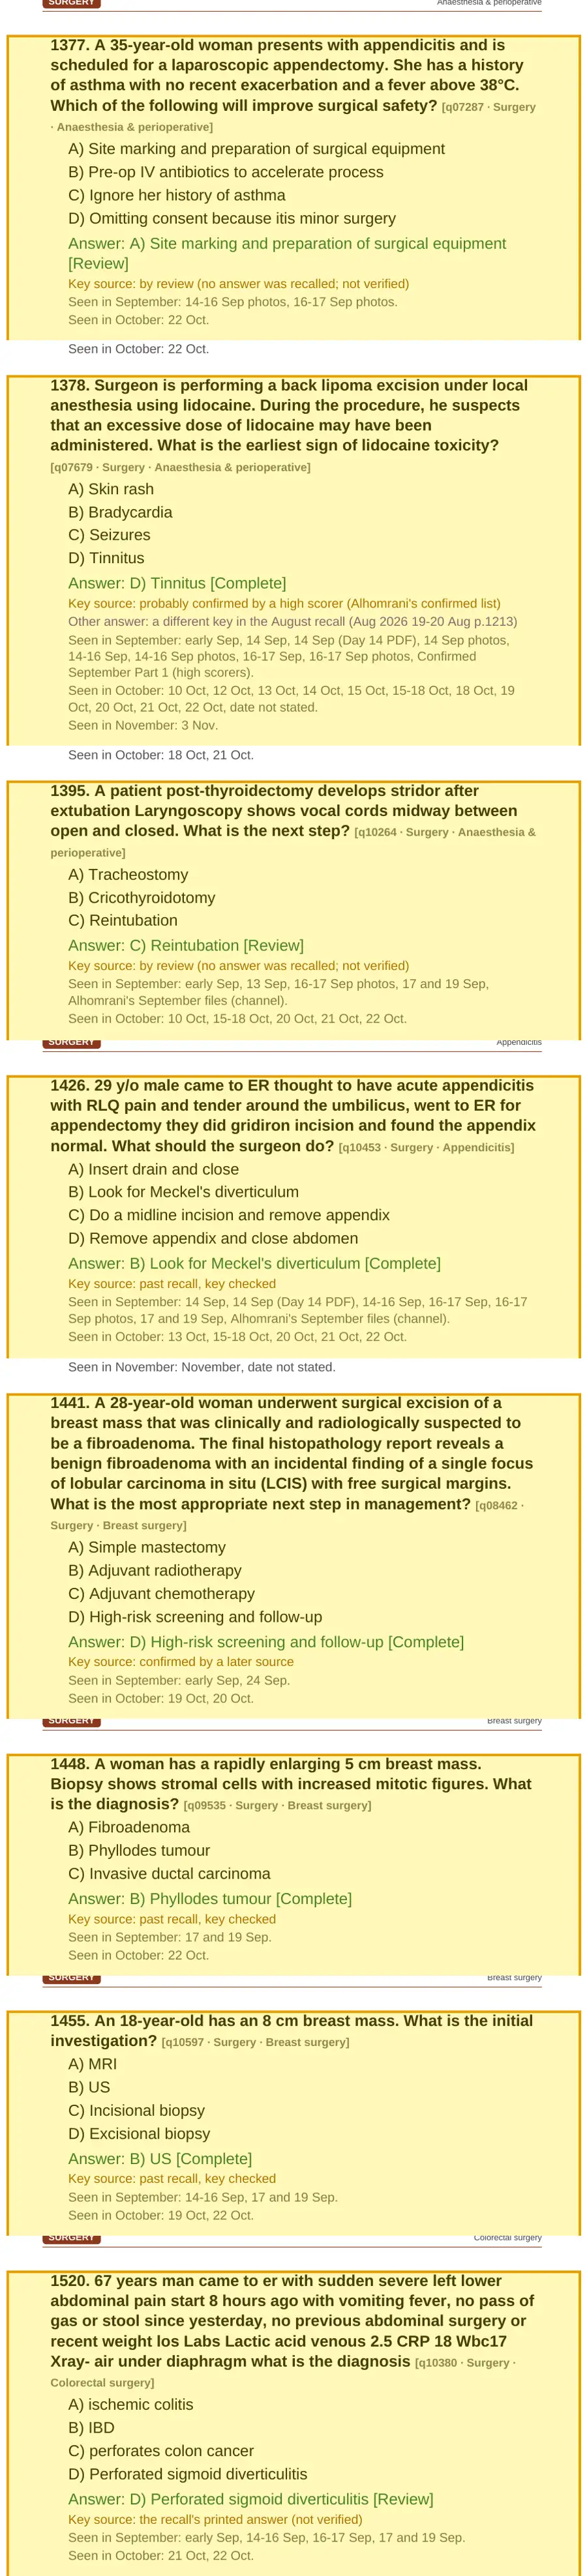 SURGERY Anaesthesia & perioperative
1377. A 35-year-old woman presents with appendicitis and is
scheduled for a laparoscopic appendectomy. She has a history
of asthma with no recent exacerbation and a fever above 38°C.
Which of the following will improve surgical safety? [q07287 · Surgery
· Anaesthesia & perioperative]
A) Site marking and preparation of surgical equipment
B) Pre-op IV antibiotics to accelerate process
C) Ignore her history of asthma
D) Omitting consent because itis minor surgery
Answer: A) Site marking and preparation of surgical equipment
[Review]
Key source: by review (no answer was recalled; not verified)
Seen in September: 14-16 Sep photos, 16-17 Sep photos.
Seen in October: 22 Oct.
Seen in October: 22 Oct.
1378. Surgeon is performing a back lipoma excision under local
anesthesia using lidocaine. During the procedure, he suspects
that an excessive dose of lidocaine may have been
administered. What is the earliest sign of lidocaine toxicity?
[q07679 · Surgery · Anaesthesia & perioperative]
A) Skin rash
B) Bradycardia
C) Seizures
D) Tinnitus
Answer: D) Tinnitus [Complete]
Key source: probably confirmed by a high scorer (Alhomrani's confirmed list)
Other answer: a different key in the August recall (Aug 2026 19-20 Aug p.1213)
Seen in September: early Sep, 14 Sep, 14 Sep (Day 14 PDF), 14 Sep photos,
14-16 Sep, 14-16 Sep photos, 16-17 Sep, 16-17 Sep photos, Confirmed
September Part 1 (high scorers).
Seen in October: 10 Oct, 12 Oct, 13 Oct, 14 Oct, 15 Oct, 15-18 Oct, 18 Oct, 19
Oct, 20 Oct, 21 Oct, 22 Oct, date not stated.
Seen in November: 3 Nov.
Seen in October: 18 Oct, 21 Oct.
1395. A patient post-thyroidectomy develops stridor after
extubation Laryngoscopy shows vocal cords midway between
open and closed. What is the next step? [q10264 · Surgery · Anaesthesia &
perioperative]
A) Tracheostomy
B) Cricothyroidotomy
C) Reintubation
Answer: C) Reintubation [Review]
Key source: by review (no answer was recalled; not verified)
Seen in September: early Sep, 13 Sep, 16-17 Sep photos, 17 and 19 Sep,
Alhomrani's September files (channel).
Seen in October: 10 Oct, 15-18 Oct, 20 Oct, 21 Oct, 22 Oct.
SURGERY Appendicitis
1426. 29 y/o male came to ER thought to have acute appendicitis
with RLQ pain and tender around the umbilicus, went to ER for
appendectomy they did gridiron incision and found the appendix
normal. What should the surgeon do? [q10453 · Surgery · Appendicitis]
A) Insert drain and close
B) Look for Meckel's diverticulum
C) Do a midline incision and remove appendix
D) Remove appendix and close abdomen
Answer: B) Look for Meckel's diverticulum [Complete]
Key source: past recall, key checked
Seen in September: 14 Sep, 14 Sep (Day 14 PDF), 14-16 Sep, 16-17 Sep, 16-17
Sep photos, 17 and 19 Sep, Alhomrani's September files (channel).
Seen in October: 13 Oct, 15-18 Oct, 20 Oct, 21 Oct, 22 Oct.
Seen in November: November, date not stated.
1441. A 28-year-old woman underwent surgical excision of a
breast mass that was clinically and radiologically suspected to
be a fibroadenoma. The final histopathology report reveals a
benign fibroadenoma with an incidental finding of a single focus
of lobular carcinoma in situ (LCIS) with free surgical margins.
What is the most appropriate next step in management? [q08462 ·
Surgery · Breast surgery]
A) Simple mastectomy
B) Adjuvant radiotherapy
C) Adjuvant chemotherapy
D) High-risk screening and follow-up
Answer: D) High-risk screening and follow-up [Complete]
Key source: confirmed by a later source
Seen in September: early Sep, 24 Sep.
Seen in October: 19 Oct, 20 Oct.
SURGERY Breast surgery
1448. A woman has a rapidly enlarging 5 cm breast mass.
Biopsy shows stromal cells with increased mitotic figures. What
is the diagnosis? [q09535 · Surgery · Breast surgery]
A) Fibroadenoma
B) Phyllodes tumour
C) Invasive ductal carcinoma
Answer: B) Phyllodes tumour [Complete]
Key source: past recall, key checked
Seen in September: 17 and 19 Sep.
Seen in October: 22 Oct.
SURGERY Breast surgery
1455. An 18-year-old has an 8 cm breast mass. What is the initial
investigation? [q10597 · Surgery · Breast surgery]
A) MRI
B) US
C) Incisional biopsy
D) Excisional biopsy
Answer: B) US [Complete]
Key source: past recall, key checked
Seen in September: 14-16 Sep, 17 and 19 Sep.
Seen in October: 19 Oct, 22 Oct.
SURGERY Colorectal surgery
1520. 67 years man came to er with sudden severe left lower
abdominal pain start 8 hours ago with vomiting fever, no pass of
gas or stool since yesterday, no previous abdominal surgery or
recent weight los Labs Lactic acid venous 2.5 CRP 18 Wbc17
Xray- air under diaphragm what is the diagnosis [q10380 · Surgery ·
Colorectal surgery]
A) ischemic colitis
B) IBD
C) perforates colon cancer
D) Perforated sigmoid diverticulitis
Answer: D) Perforated sigmoid diverticulitis [Review]
Key source: the recall's printed answer (not verified)
Seen in September: early Sep, 14-16 Sep, 16-17 Sep, 17 and 19 Sep.
Seen in October: 21 Oct, 22 Oct.